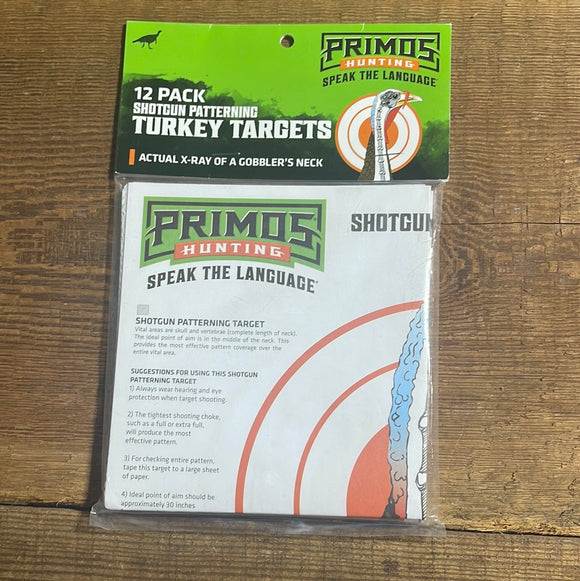 PRIMOS
HUNTING
SPEAK THE LANGUAGE
12 PACK
SHOTGUN PATTERNING
TURKEY TARGETS
ACTUAL X-RAY OF A GOBBLER'S NECK
PRIMOS
HUNTING
SPEAK THE LANGUAGE
SHOTGUN
SHOTGUN PATTERNING TARGET
Vital areas are skull and vertebrae (complete length of neck).
The ideal point of aim is in the middle of the neck. This
provides the most effective pattern coverage over the
entire vital area.
SUGGESTIONS FOR USING THIS SHOTGUN
PATTERNING TARGET
1) Always wear hearing and eye
protection when target shooting.
2) The tightest shooting choke,
such as a full or extra full,
will produce the most
effective pattern.
3) For checking entire pattern,
tape this target to a large sheet
of paper.
4) Ideal point of aim should be
approximately 30 inches